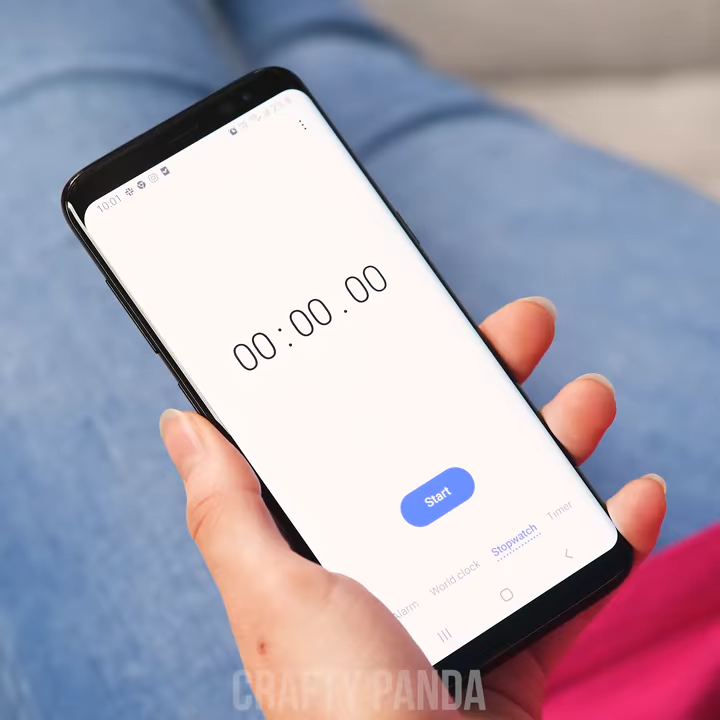 10:01
00:00.00
Start
Alarm World clock Stopwatch Timer
CRAFTY PANDA